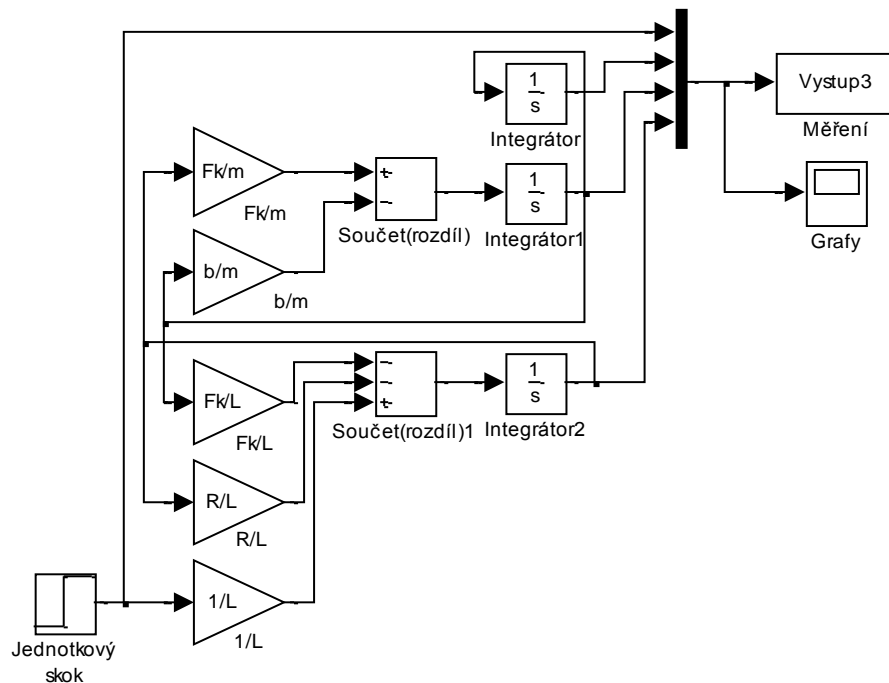 1
s
Integrátor
Vystup3
Měření
Fk/m
Fk/m
+
−
Součet(rozdíl)
1
s
Integrátor1
Grafy
b/m
b/m
Fk/L
Fk/L
−
−
+
Součet(rozdíl)1
1
s
Integrátor2
R/L
R/L
1/L
1/L
Jednotkový
skok